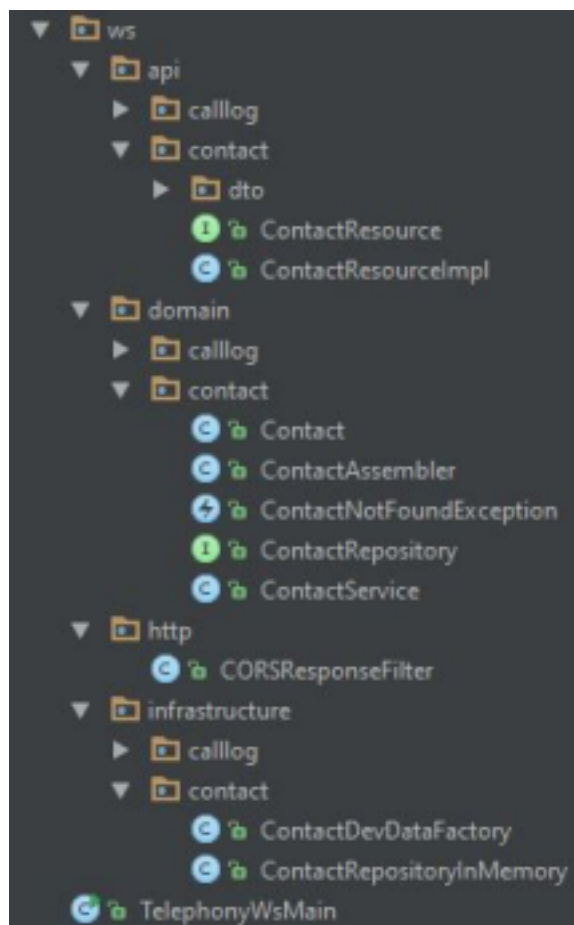 ws
api
calllog
contact
dto
ContactResource
ContactResourceImpl
domain
calllog
contact
Contact
ContactAssembler
ContactNotFoundException
ContactRepository
ContactService
http
CORSResponseFilter
infrastructure
calllog
contact
ContactDevDataFactory
ContactRepositoryInMemory
TelephonyWsMain